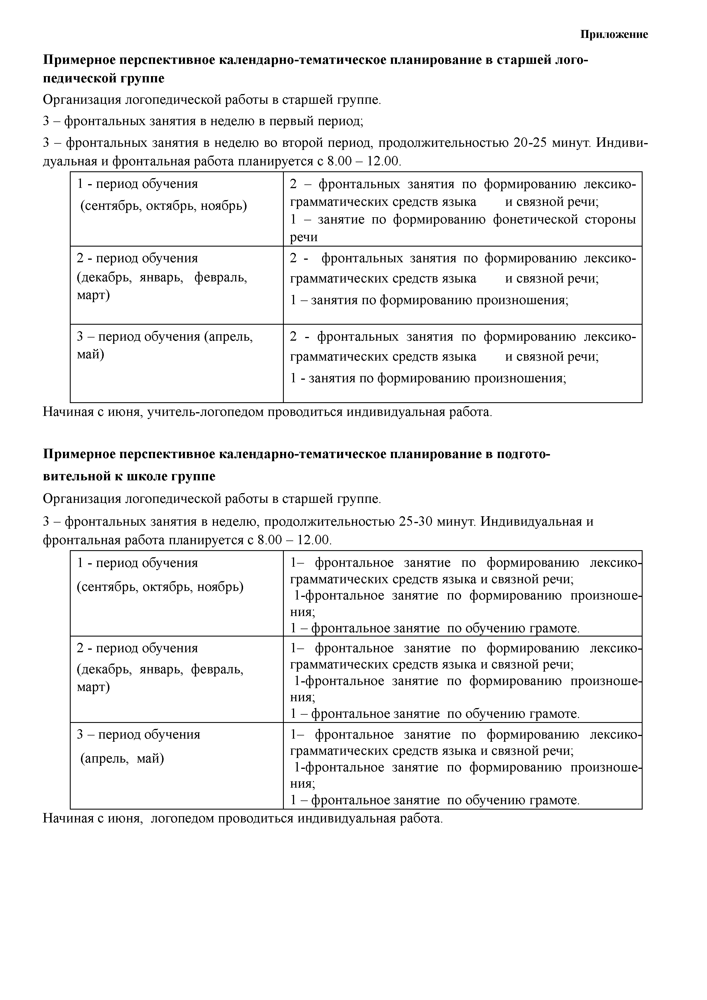 Приложение
Примерное перспективное календарно-тематическое планирование в старшей лого-
педической группе
Организация логопедической работы в старшей группе.
3 – фронтальных занятия в неделю в первый период;
3 – фронтальных занятия в неделю во второй период, продолжительностью 20-25 минут. Индиви-
дуальная и фронтальная работа планируется с 8.00 – 12.00.
1 - период обучения
(сентябрь, октябрь, ноябрь)
2 – фронтальных занятия по формированию лексико-
грамматических средств языка и связной речи;
1 – занятие по формированию фонетической стороны
речи
2 - период обучения
(декабрь, январь, февраль,
март)
2 - фронтальных занятия по формированию лексико-
грамматических средств языка и связной речи;
1 – занятия по формированию произношения;
3 – период обучения (апрель,
май)
2 - фронтальных занятия по формированию лексико-
грамматических средств языка и связной речи;
1 - занятия по формированию произношения;
Начиная с июня, учитель-логопедом проводиться индивидуальная работа.
Примерное перспективное календарно-тематическое планирование в подгото-
вительной к школе группе
Организация логопедической работы в старшей группе.
3 – фронтальных занятия в неделю, продолжительностью 25-30 минут. Индивидуальная и
фронтальная работа планируется с 8.00 – 12.00.
1 - период обучения
(сентябрь, октябрь, ноябрь)
1– фронтальное занятие по формированию лексико-
грамматических средств языка и связной речи;
1-фронтальное занятие по формированию произноше-
ния;
1 – фронтальное занятие по обучению грамоте.
2 - период обучения
(декабрь, январь, февраль,
март)
1– фронтальное занятие по формированию лексико-
грамматических средств языка и связной речи;
1-фронтальное занятие по формированию произноше-
ния;
1 – фронтальное занятие по обучению грамоте.
3 – период обучения
(апрель, май)
1– фронтальное занятие по формированию лексико-
грамматических средств языка и связной речи;
1-фронтальное занятие по формированию произноше-
ния;
1 – фронтальное занятие по обучению грамоте.
Начиная с июня, логопедом проводиться индивидуальная работа.